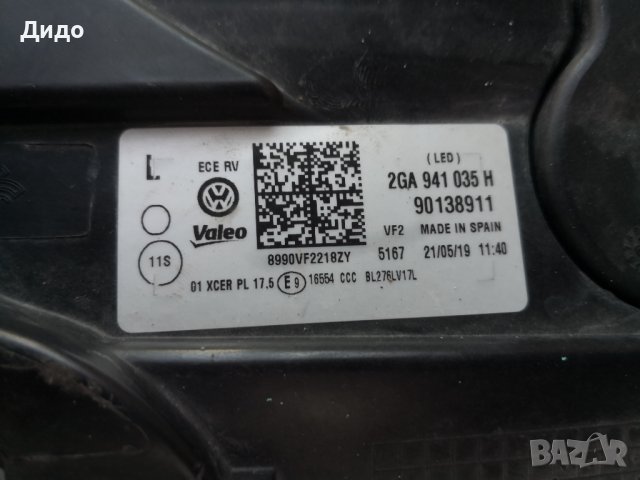 Дидо
L
ECE RV
Valeo
11S
8990VF2218ZY
(LED)
2GA 941 035 H
90138911
VF2 MADE IN SPAIN
5167 21/05/19 11:40
01 XCER PL 17,5 E9 16554 CCC BL276LV17L
BAZAR